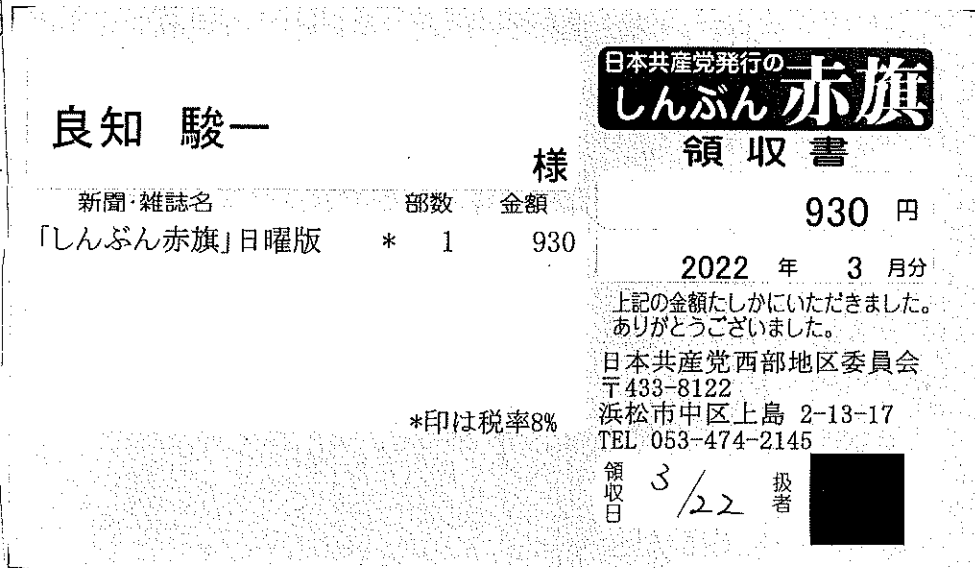 良知 駿一
様
新聞・雑誌名 部数 金額
「しんぶん赤旗」日曜版 * 1 930
*印は税率8%
日本共産党発行の
しんぶん赤旗
領収書
930 円
2022 年 3 月分
上記の金額たしかにいただきました。
ありがとうございました。
日本共産党西部地区委員会
〒433-8122
浜松市中区上島 2-13-17
TEL 053-474-2145
領収日 3/22 扱者